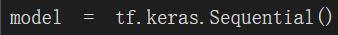 model = tf.keras.Sequential()